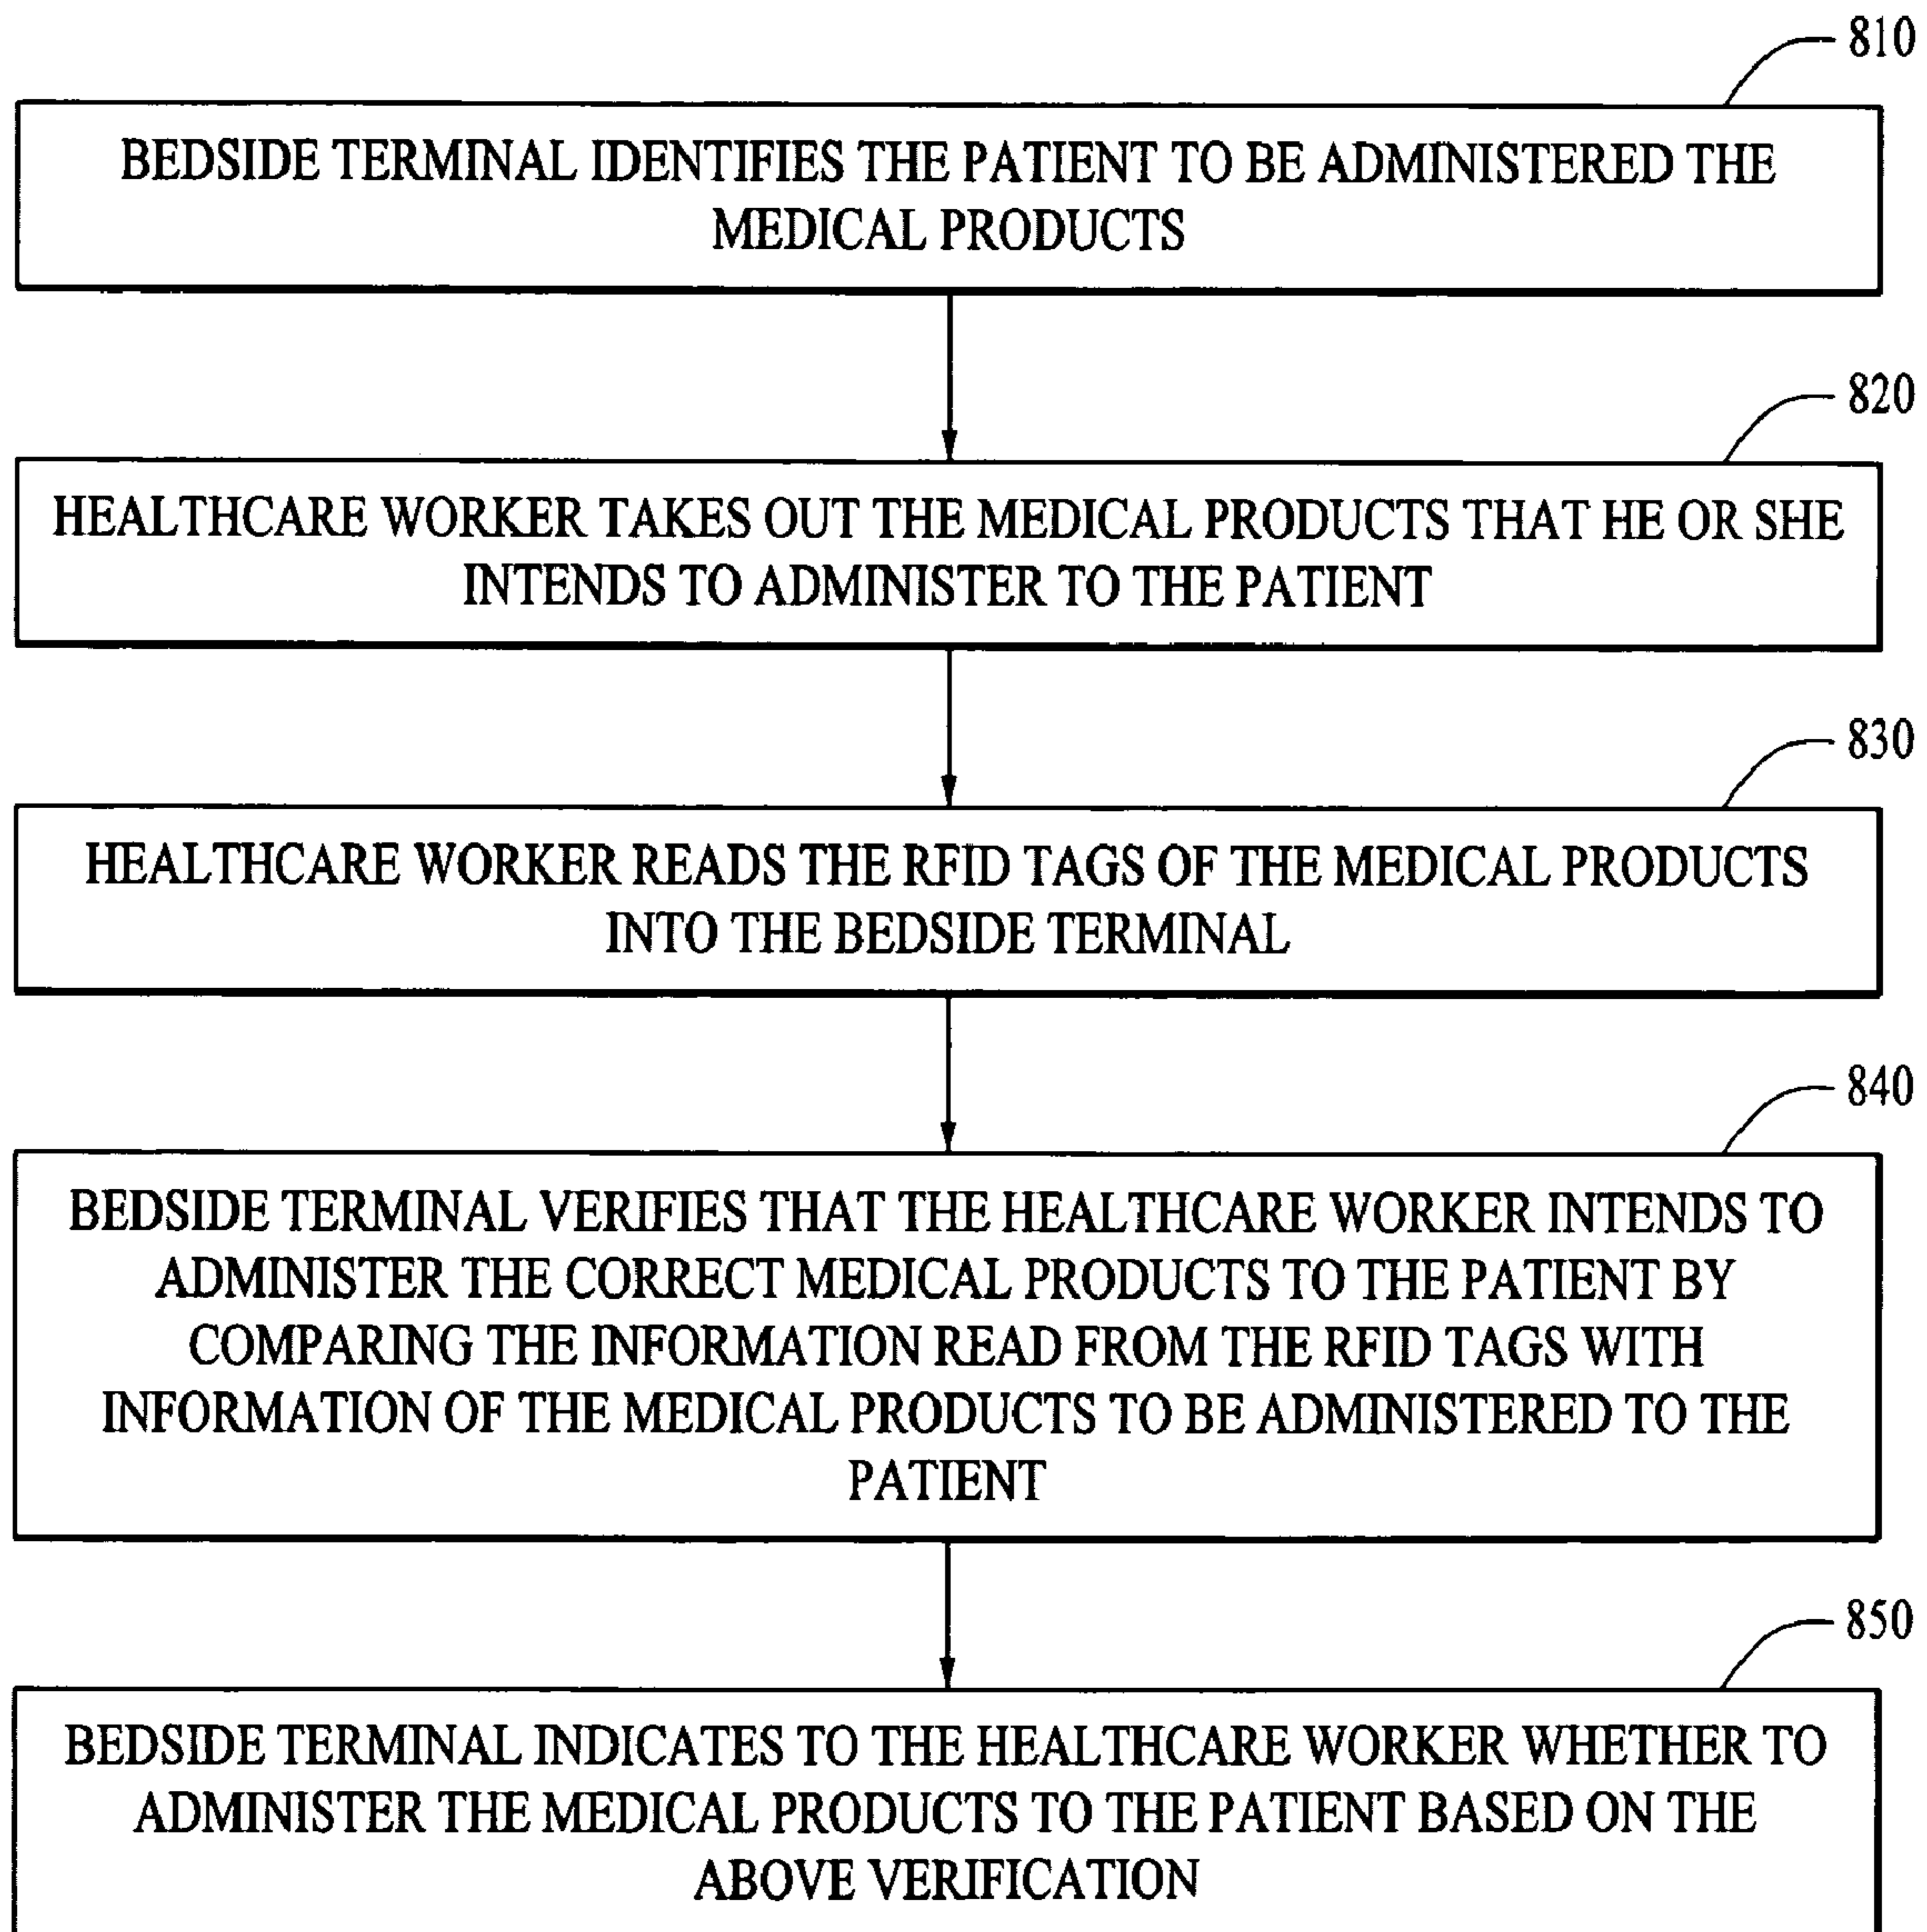 810
BEDSIDE TERMINAL IDENTIFIES THE PATIENT TO BE ADMINISTERED THE
MEDICAL PRODUCTS
820
HEALTHCARE WORKER TAKES OUT THE MEDICAL PRODUCTS THAT HE OR SHE
INTENDS TO ADMINISTER TO THE PATIENT
830
HEALTHCARE WORKER READS THE RFID TAGS OF THE MEDICAL PRODUCTS
INTO THE BEDSIDE TERMINAL
840
BEDSIDE TERMINAL VERIFIES THAT THE HEALTHCARE WORKER INTENDS TO
ADMINISTER THE CORRECT MEDICAL PRODUCTS TO THE PATIENT BY
COMPARING THE INFORMATION READ FROM THE RFID TAGS WITH
INFORMATION OF THE MEDICAL PRODUCTS TO BE ADMINISTERED TO THE
PATIENT
850
BEDSIDE TERMINAL INDICATES TO THE HEALTHCARE WORKER WHETHER TO
ADMINISTER THE MEDICAL PRODUCTS TO THE PATIENT BASED ON THE
ABOVE VERIFICATION